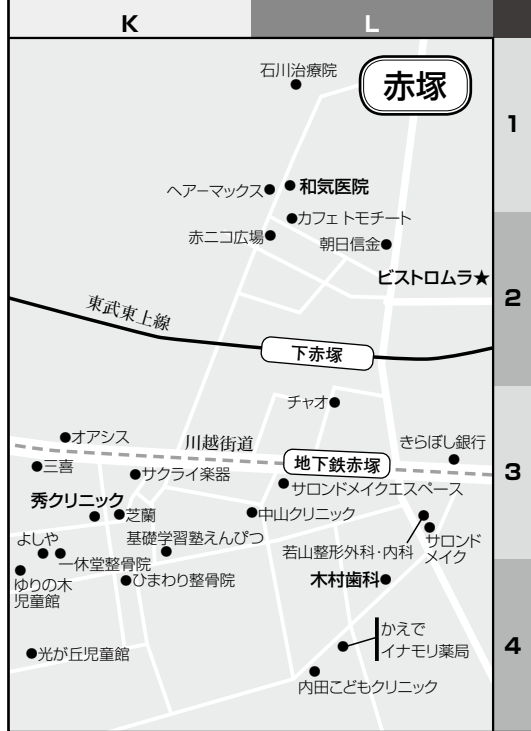 K
L
石川治療院
赤塚
1
ヘアーマックス
和気医院
カフェトモチート
赤ニコ広場
朝日信金
ビストロムラ★
2
東武東上線
下赤塚
チャオ
オアシス
川越街道
きらぼし銀行
3
三喜
サクライ楽器
地下鉄赤塚
サロンドメイクエスペース
秀クリニック
芝蘭
中山クリニック
よしや
基礎学習塾えんぴつ
若山整形外科・内科
サロンド
メイク
一休堂整骨院
ひまわり整骨院
木村歯科
ゆりの木
児童館
かえで
イナモリ薬局
4
光が丘児童館
内田こどもクリニック